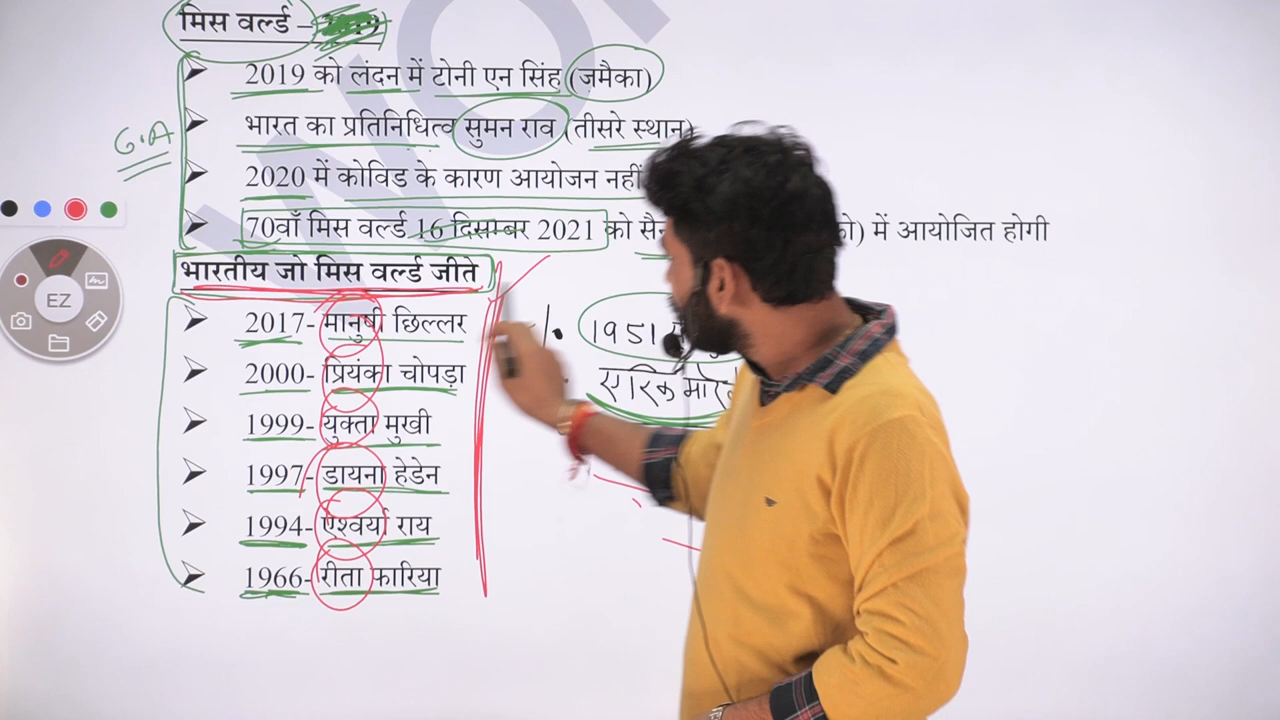 मिस वर्ल्ड –
2019 को लंदन में टोनी एन सिंह (जमैका)
भारत का प्रतिनिधित्व सुमन राव (तीसरे स्थान)
G.A
2020 में कोविड के कारण आयोजन नहीं
70वाँ मिस वर्ल्ड 16 दिसम्बर 2021 को में आयोजित होगी
भारतीय जो मिस वर्ल्ड जीते
2017- मानुषी छिल्लर
1951
2000- प्रियंका चोपड़ा
एरिक
1999- युक्ता मुखी
1997- डायना हेडेन
1994- ऐश्वर्या राय
1966- रीता फारिया
EZ